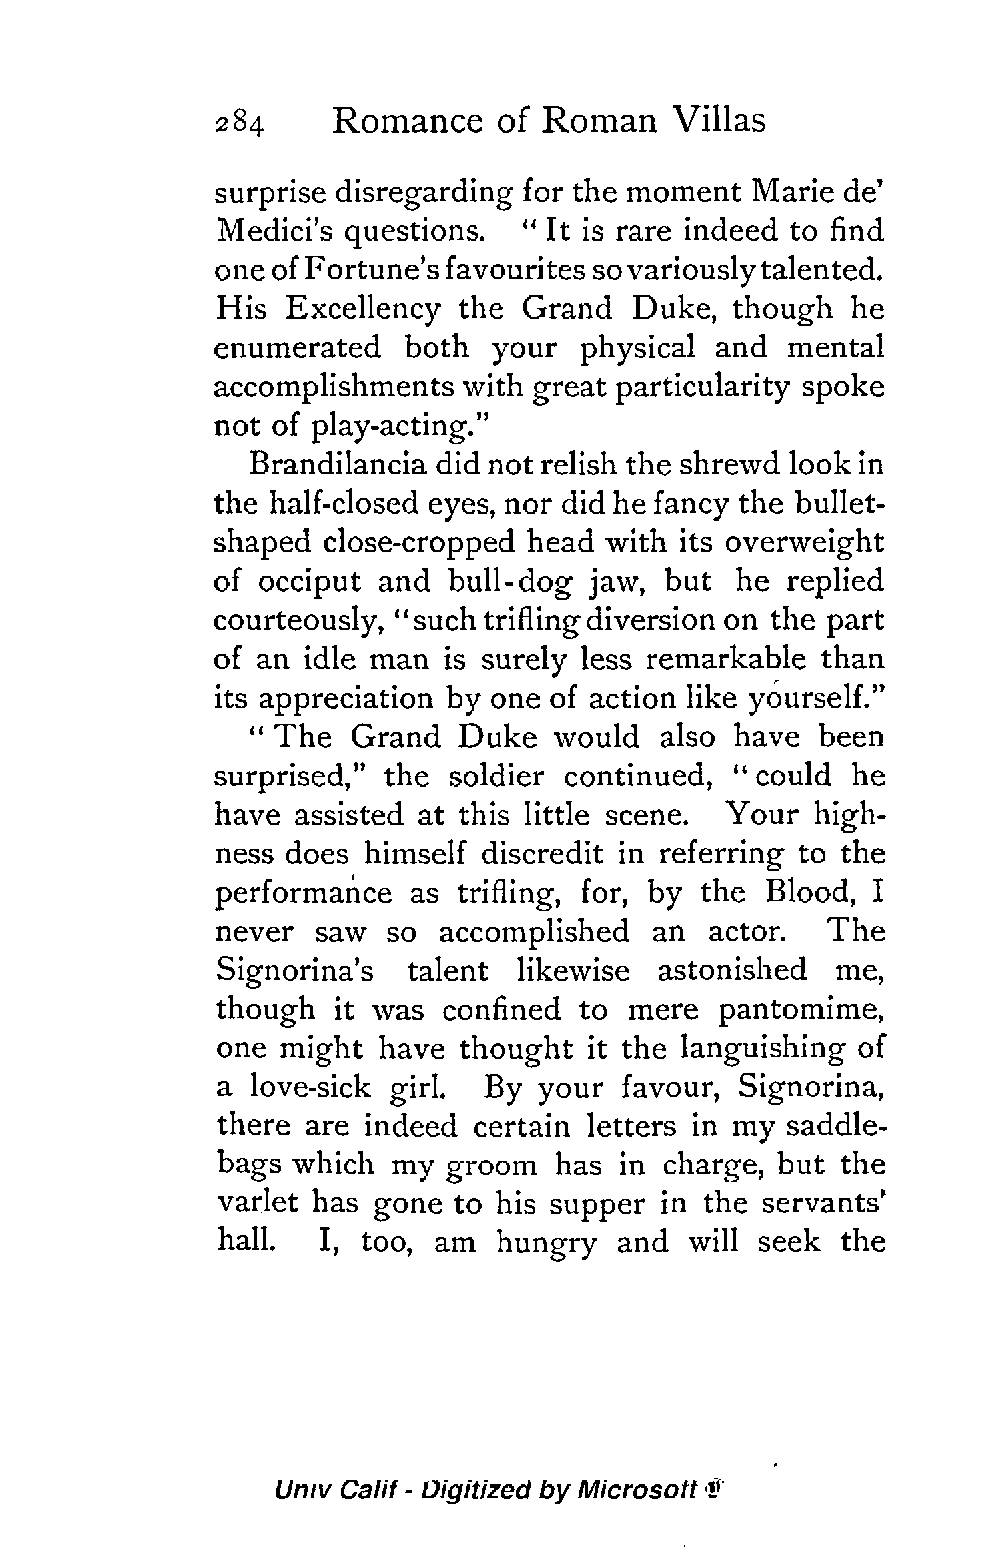 284 Romance of Roman Villas
surprise disregarding for the moment Marie de'
Medici's questions. "It is rare indeed to find
one of Fortune's favourites so variously talented.
His Excellency the Grand Duke, though he
enumerated both your physical and mental
accomplishments with great particularity spoke
not of play-acting."
Brandilancia did not relish the shrewd look in
the half-closed eyes, nor did he fancy the bullet-
shaped close-cropped head with its overweight
of occiput and bull-dog jaw, but he replied
courteously, "such trifling diversion on the part
of an idle man is surely less remarkable than
its appreciation by one of action like yourself."
"The Grand Duke would also have been
surprised," the soldier continued, "could he
have assisted at this little scene. Your high-
ness does himself discredit in referring to the
performance as trifling, for, by the Blood, I
never saw so accomplished an actor. The
Signorina's talent likewise astonished me,
though it was confined to mere pantomime,
one might have thought it the languishing of
a love-sick girl. By your favour, Signorina,
there are indeed certain letters in my saddle-
bags which my groom has in charge, but the
varlet has gone to his supper in the servants'
hall. I, too, am hungry and will seek the
Univ Calif - Digitized by Microsoft ®